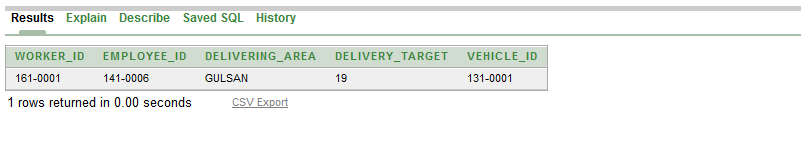 Results Explain Describe Saved SQL History
WORKER_ID EMPLOYEE_ID DELIVERING_AREA DELIVERY_TARGET VEHICLE_ID
161-0001 141-0006 GULSAN 19 131-0001
1 rows returned in 0.00 seconds CSV Export